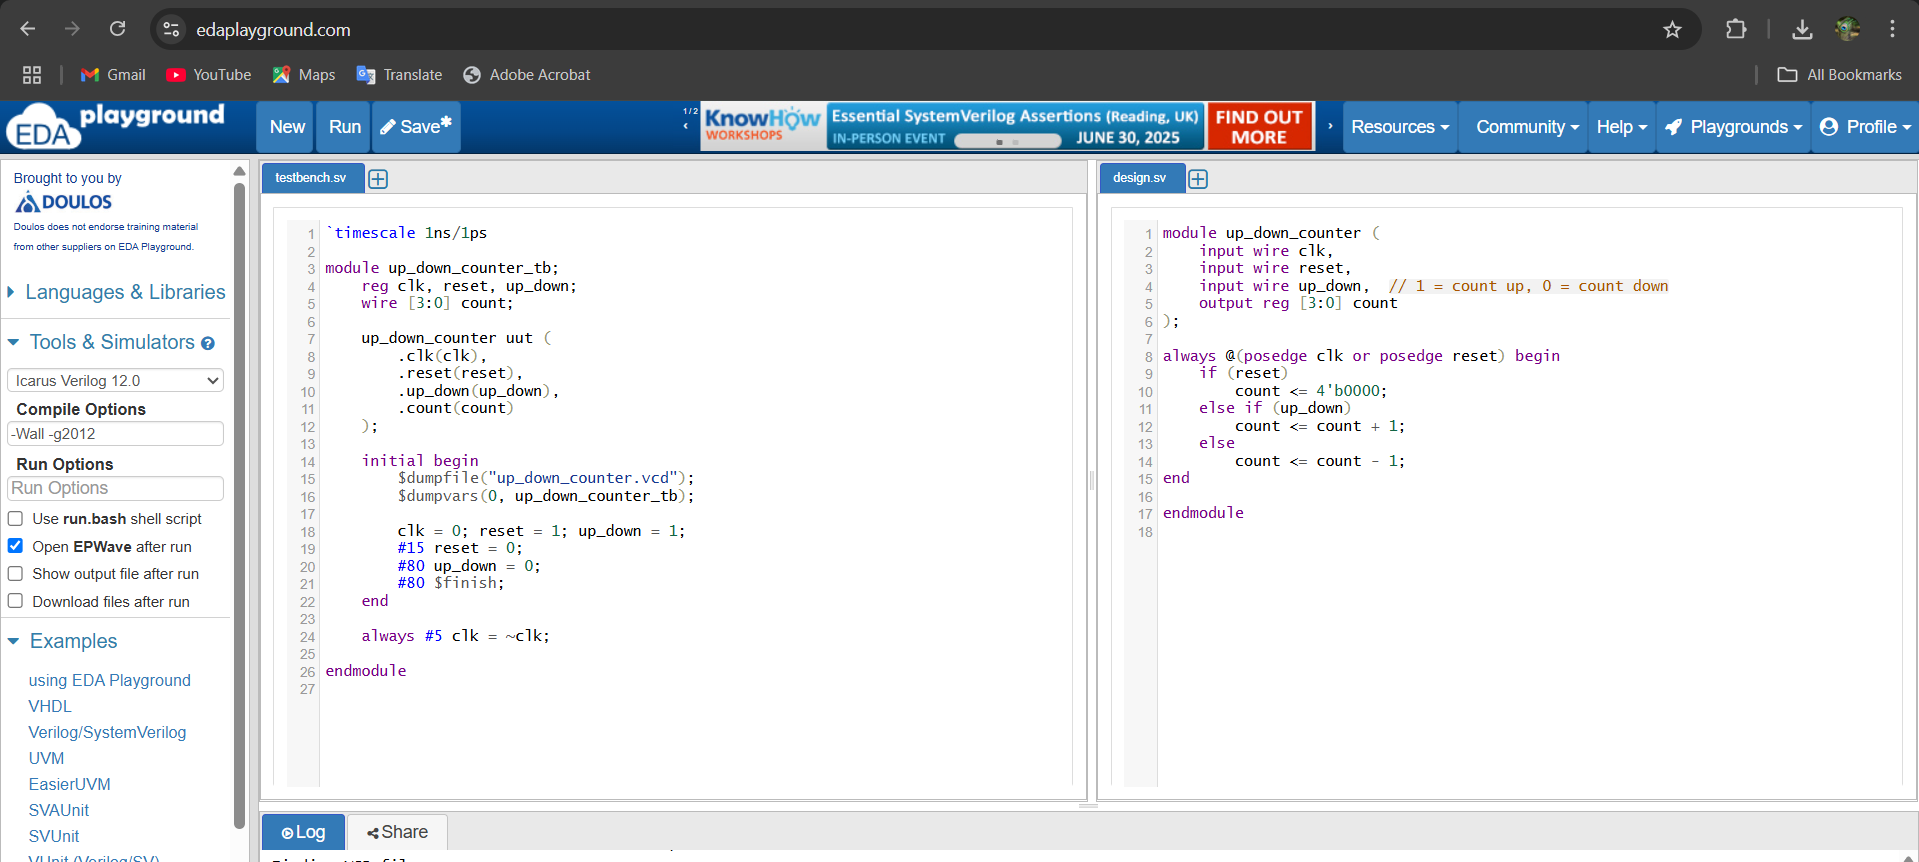 edaplayground.com
Gmail YouTube Maps Translate Adobe Acrobat All Bookmarks
EDA playground New Run Save* 1/2 ‹ KnowHow WORKSHOPS Essential SystemVerilog Assertions (Reading, UK) IN-PERSON EVENT JUNE 30, 2025 FIND OUT MORE › Resources Community Help Playgrounds Profile
Brought to you by
DOULOS
Doulos does not endorse training material
from other suppliers on EDA Playground.
Languages & Libraries
Tools & Simulators ?
Icarus Verilog 12.0
Compile Options
-Wall -g2012
Run Options
Run Options
Use run.bash shell script
Open EPWave after run
Show output file after run
Download files after run
Examples
using EDA Playground
VHDL
Verilog/SystemVerilog
UVM
EasierUVM
SVAUnit
SVUnit
VUnit (Verilog/SV)
testbench.sv
1 `timescale 1ns/1ps
2
3 module up_down_counter_tb;
4     reg clk, reset, up_down;
5     wire [3:0] count;
6
7     up_down_counter uut (
8         .clk(clk),
9         .reset(reset),
10         .up_down(up_down),
11         .count(count)
12     );
13
14     initial begin
15         $dumpfile("up_down_counter.vcd");
16         $dumpvars(0, up_down_counter_tb);
17
18         clk = 0; reset = 1; up_down = 1;
19         #15 reset = 0;
20         #80 up_down = 0;
21         #80 $finish;
22     end
23
24     always #5 clk = ~clk;
25
26 endmodule
27
design.sv
1 module up_down_counter (
2     input wire clk,
3     input wire reset,
4     input wire up_down,  // 1 = count up, 0 = count down
5     output reg [3:0] count
6 );
7
8 always @(posedge clk or posedge reset) begin
9     if (reset)
10         count <= 4'b0000;
11     else if (up_down)
12         count <= count + 1;
13     else
14         count <= count - 1;
15 end
16
17 endmodule
18
Log Share